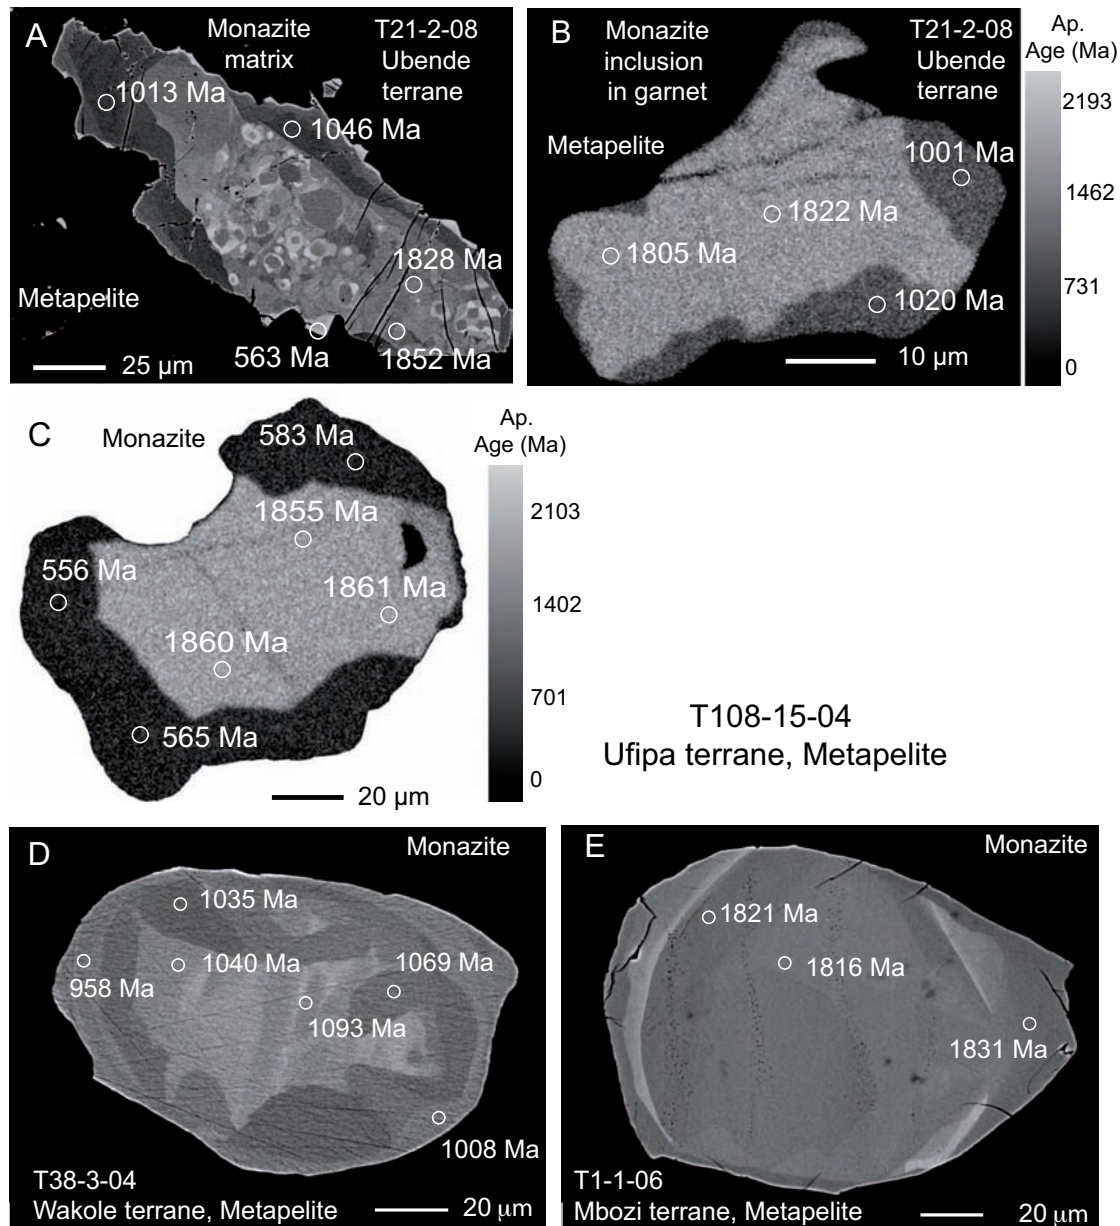 A
Monazite
matrix
T21-2-08
Ubende
terrane
1013 Ma
1046 Ma
1828 Ma
Metapelite
563 Ma
1852 Ma
25 µm
B
Monazite
inclusion
in garnet
T21-2-08
Ubende
terrane
Metapelite
1001 Ma
1822 Ma
1805 Ma
1020 Ma
10 µm
Ap.
Age (Ma)
2193
1462
731
0
C
Monazite
583 Ma
1855 Ma
556 Ma
1861 Ma
1860 Ma
565 Ma
20 µm
Ap.
Age (Ma)
2103
1402
701
0
T108-15-04
Ufipa terrane, Metapelite
D
Monazite
1035 Ma
1040 Ma
1069 Ma
958 Ma
1093 Ma
1008 Ma
T38-3-04
Wakole terrane, Metapelite
20 µm
E
Monazite
1821 Ma
1816 Ma
1831 Ma
T1-1-06
Mbozi terrane, Metapelite
20 µm